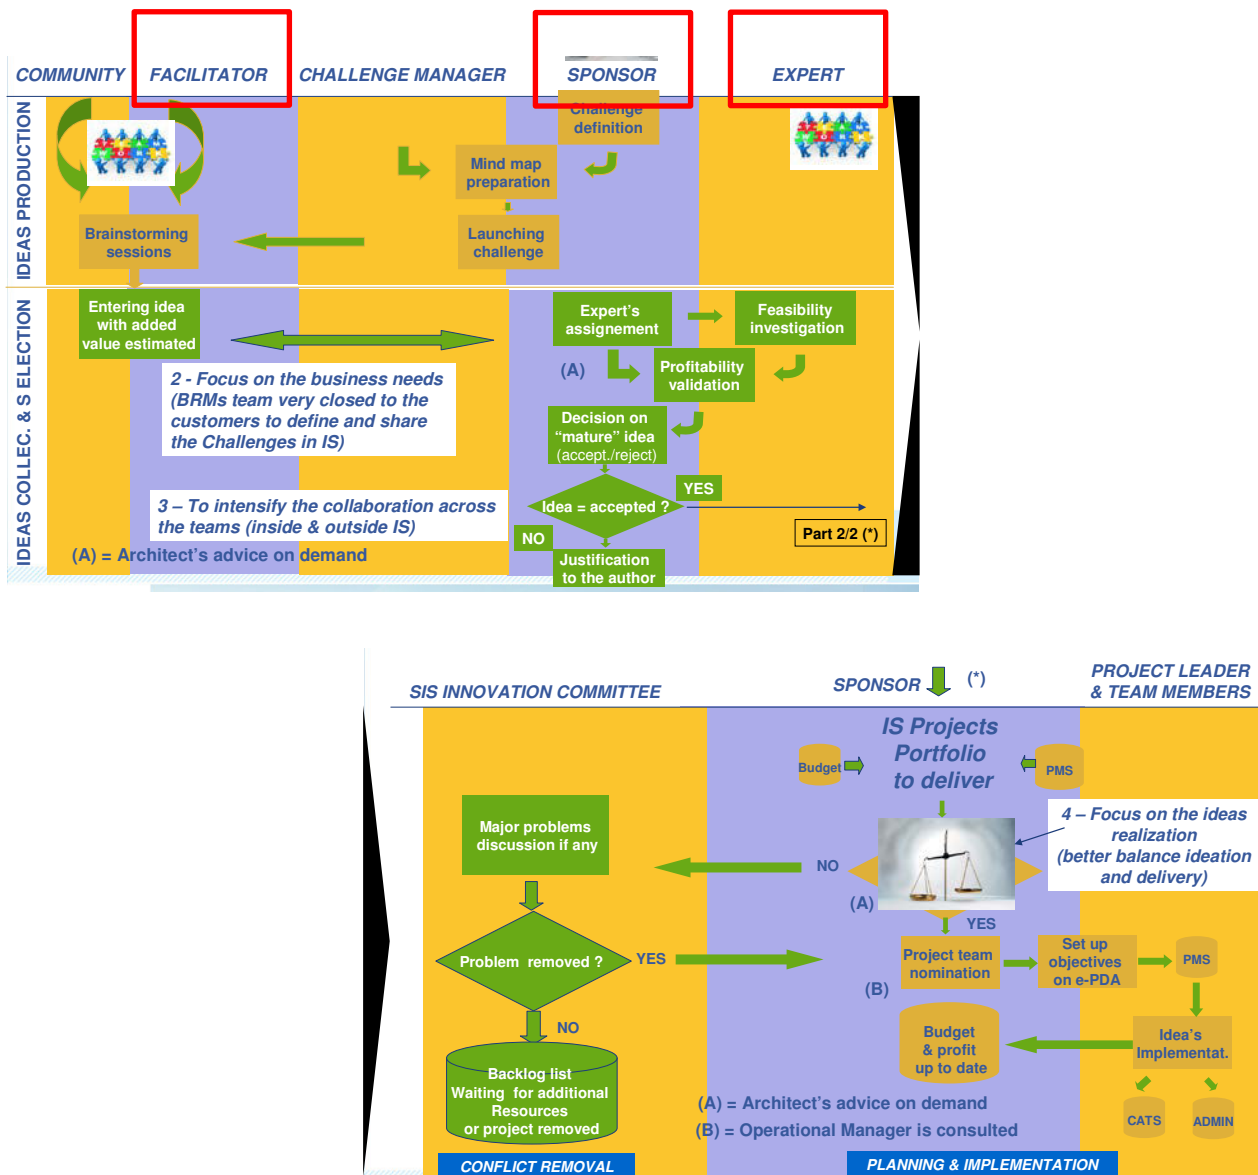 COMMUNITY
FACILITATOR
CHALLENGE MANAGER
SPONSOR
EXPERT
IDEAS PRODUCTION
Challenge
definition
Mind map
preparation
Brainstorming
sessions
Launching
challenge
IDEAS COLLEC. & S ELECTION
Entering idea
with added
value estimated
Expert's
assignement
Feasibility
investigation
(A)
Profitability
validation
2 - Focus on the business needs
(BRMs team very closed to the
customers to define and share
the Challenges in IS)
Decision on
“mature” idea
(accept./reject)
YES
Idea = accepted ?
3 – To intensify the collaboration across
the teams (inside & outside IS)
NO
Part 2/2 (*)
(A) = Architect's advice on demand
Justification
to the author
SIS INNOVATION COMMITTEE
SPONSOR
(*)
PROJECT LEADER
& TEAM MEMBERS
IS Projects
Portfolio
to deliver
Budget
PMS
4 – Focus on the ideas
realization
(better balance ideation
and delivery)
Major problems
discussion if any
NO
(A)
YES
Problem removed ?
YES
Project team
nomination
Set up
objectives
on e-PDA
PMS
(B)
NO
Budget
& profit
up to date
Idea's
Implementat.
Backlog list
Waiting for additional
Resources
or project removed
(A) = Architect's advice on demand
(B) = Operational Manager is consulted
CATS
ADMIN
CONFLICT REMOVAL
PLANNING & IMPLEMENTATION